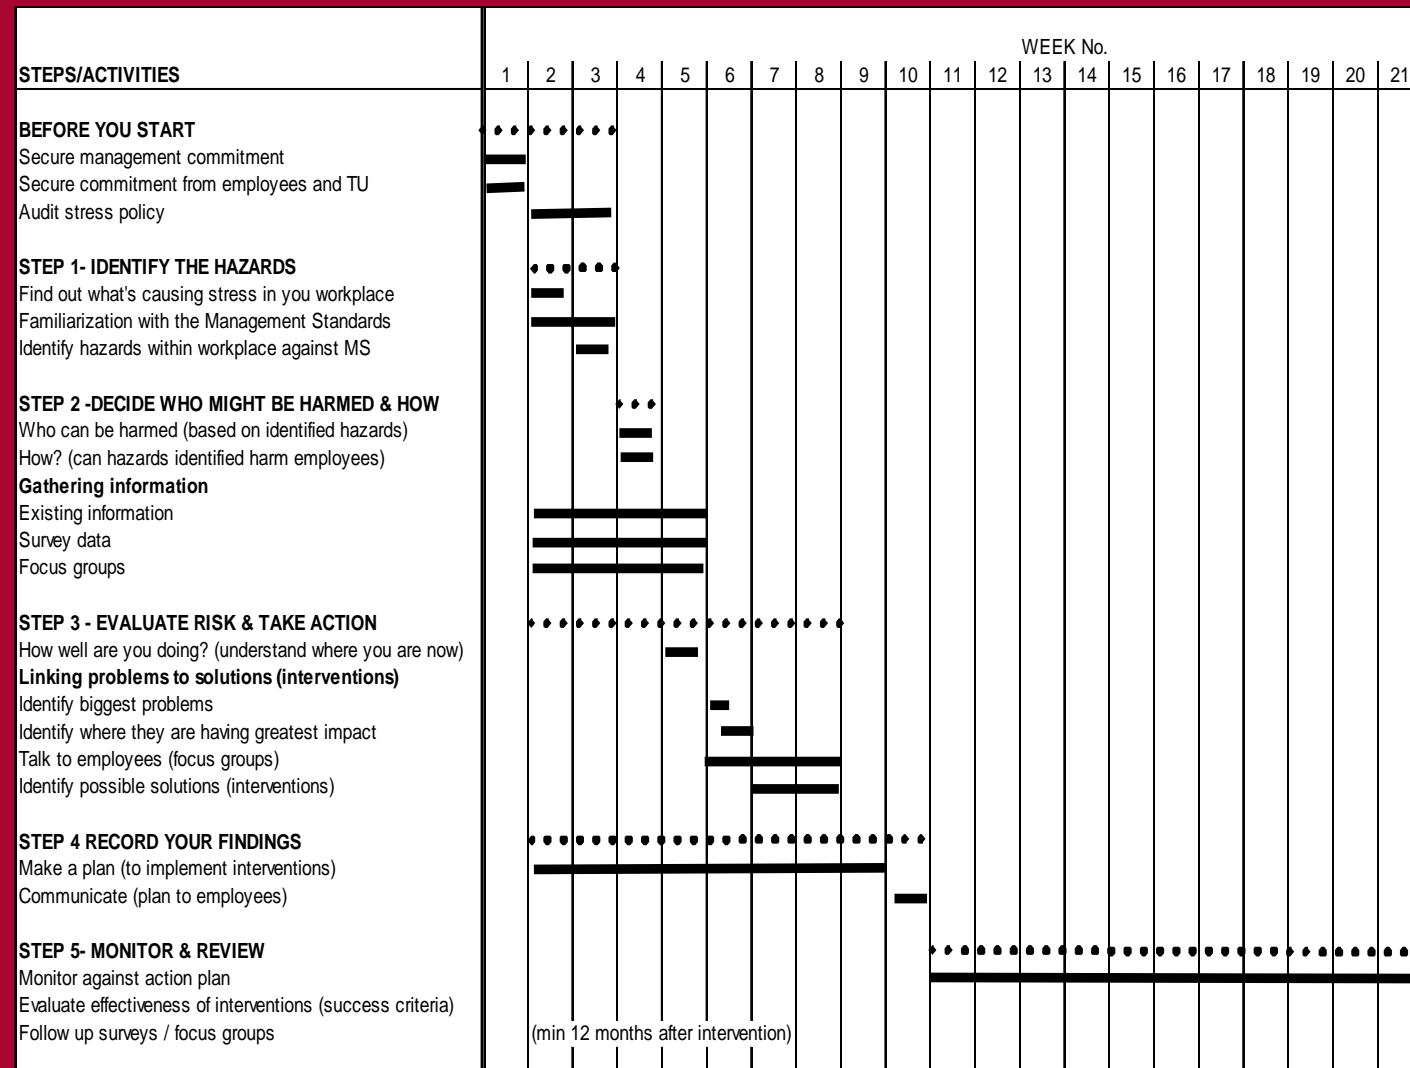 WEEK No.
STEPS/ACTIVITIES 1 2 3 4 5 6 7 8 9 10 11 12 13 14 15 16 17 18 19 20 21
BEFORE YOU START
Secure management commitment
Secure commitment from employees and TU
Audit stress policy
STEP 1- IDENTIFY THE HAZARDS
Find out what's causing stress in you workplace
Familiarization with the Management Standards
Identify hazards within workplace against MS
STEP 2 -DECIDE WHO MIGHT BE HARMED & HOW
Who can be harmed (based on identified hazards)
How? (can hazards identified harm employees)
Gathering information
Existing information
Survey data
Focus groups
STEP 3 - EVALUATE RISK & TAKE ACTION
How well are you doing? (understand where you are now)
Linking problems to solutions (interventions)
Identify biggest problems
Identify where they are having greatest impact
Talk to employees (focus groups)
Identify possible solutions (interventions)
STEP 4 RECORD YOUR FINDINGS
Make a plan (to implement interventions)
Communicate (plan to employees)
STEP 5- MONITOR & REVIEW
Monitor against action plan
Evaluate effectiveness of interventions (success criteria)
Follow up surveys / focus groups (min 12 months after intervention)